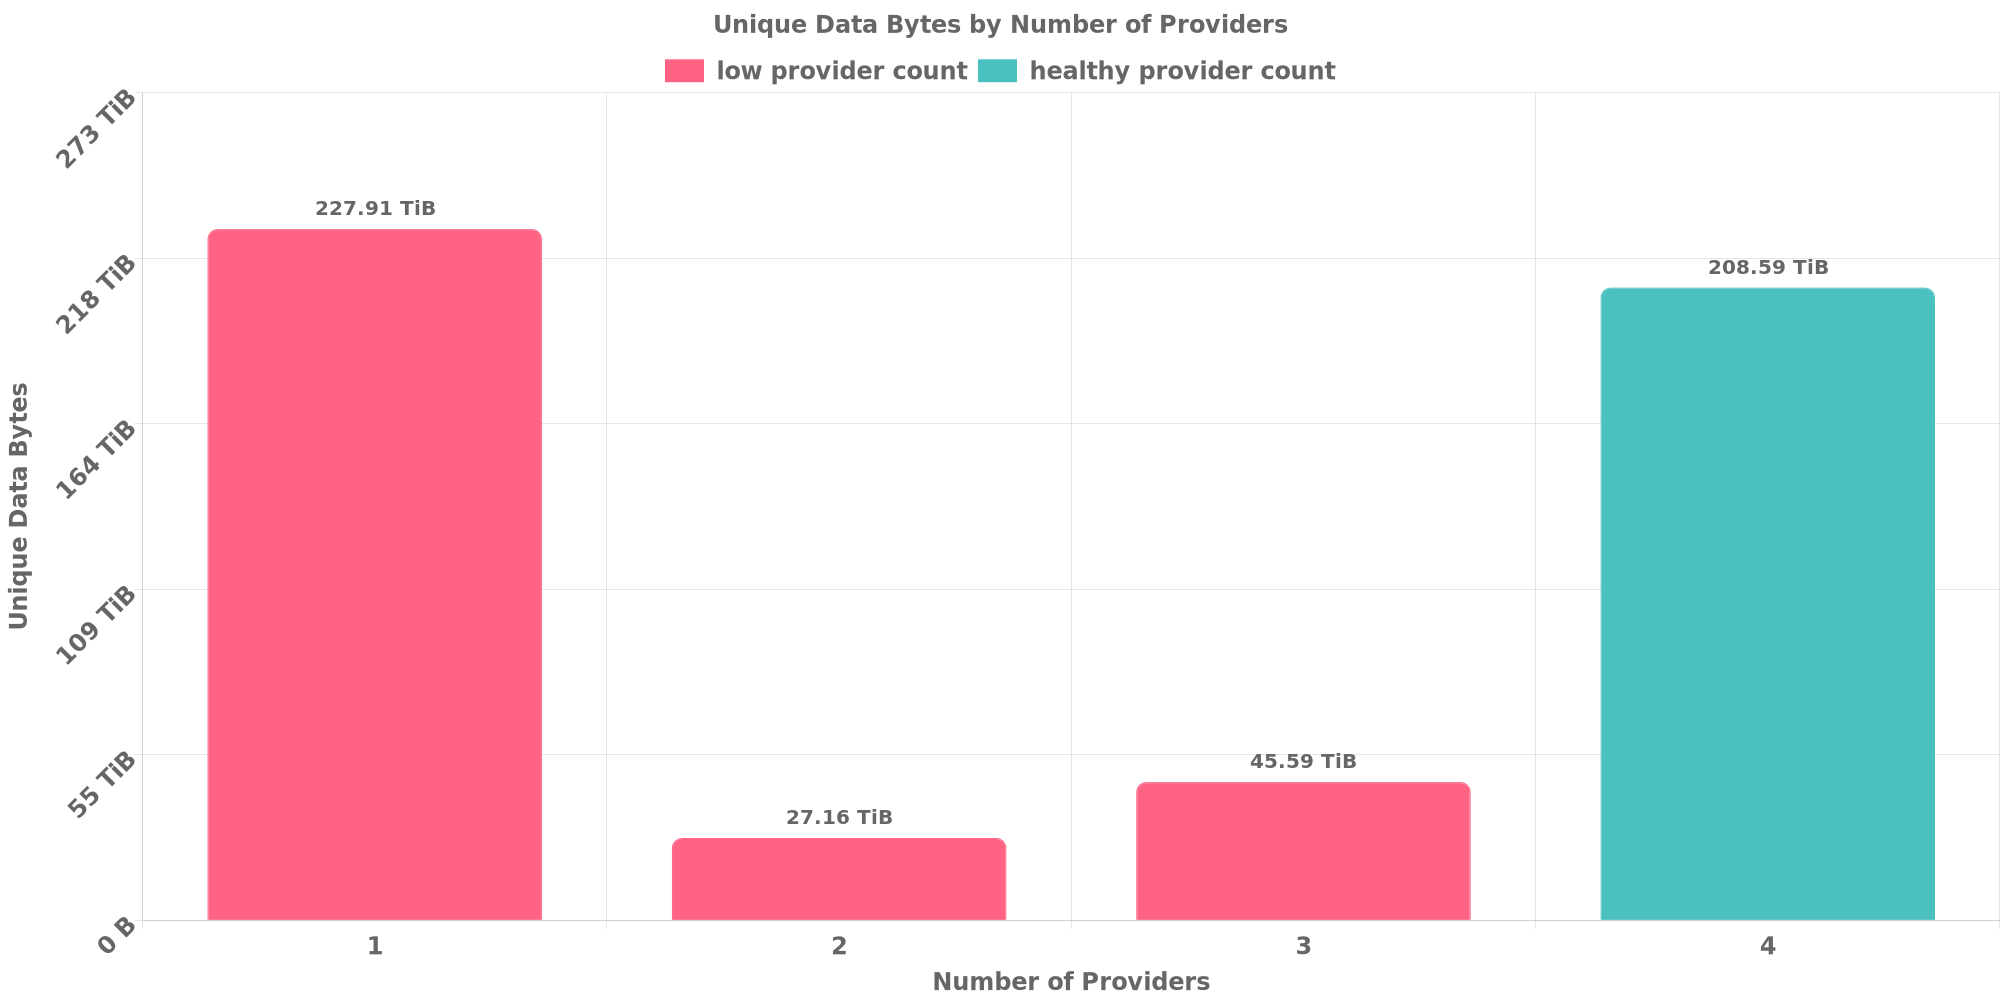 Unique Data Bytes by Number of Providers
low provider count healthy provider count
273 TiB
218 TiB
164 TiB
109 TiB
55 TiB
0 B
Unique Data Bytes
227.91 TiB
27.16 TiB
45.59 TiB
208.59 TiB
1 2 3 4
Number of Providers